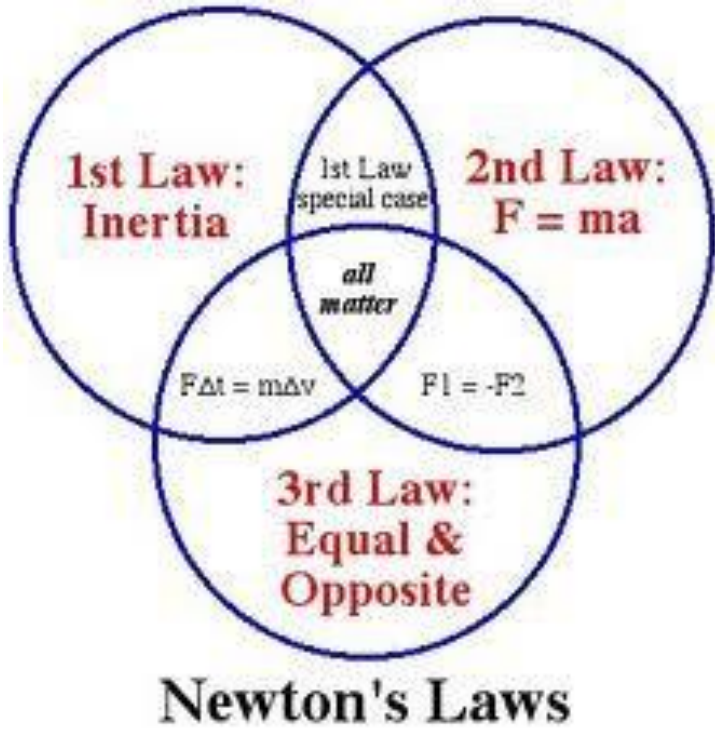 1st Law:
Inertia
1st Law
special case
2nd Law:
F = ma
all
matter
FΔt = mΔv
F1 = -F2
3rd Law:
Equal &
Opposite
Newton's Laws